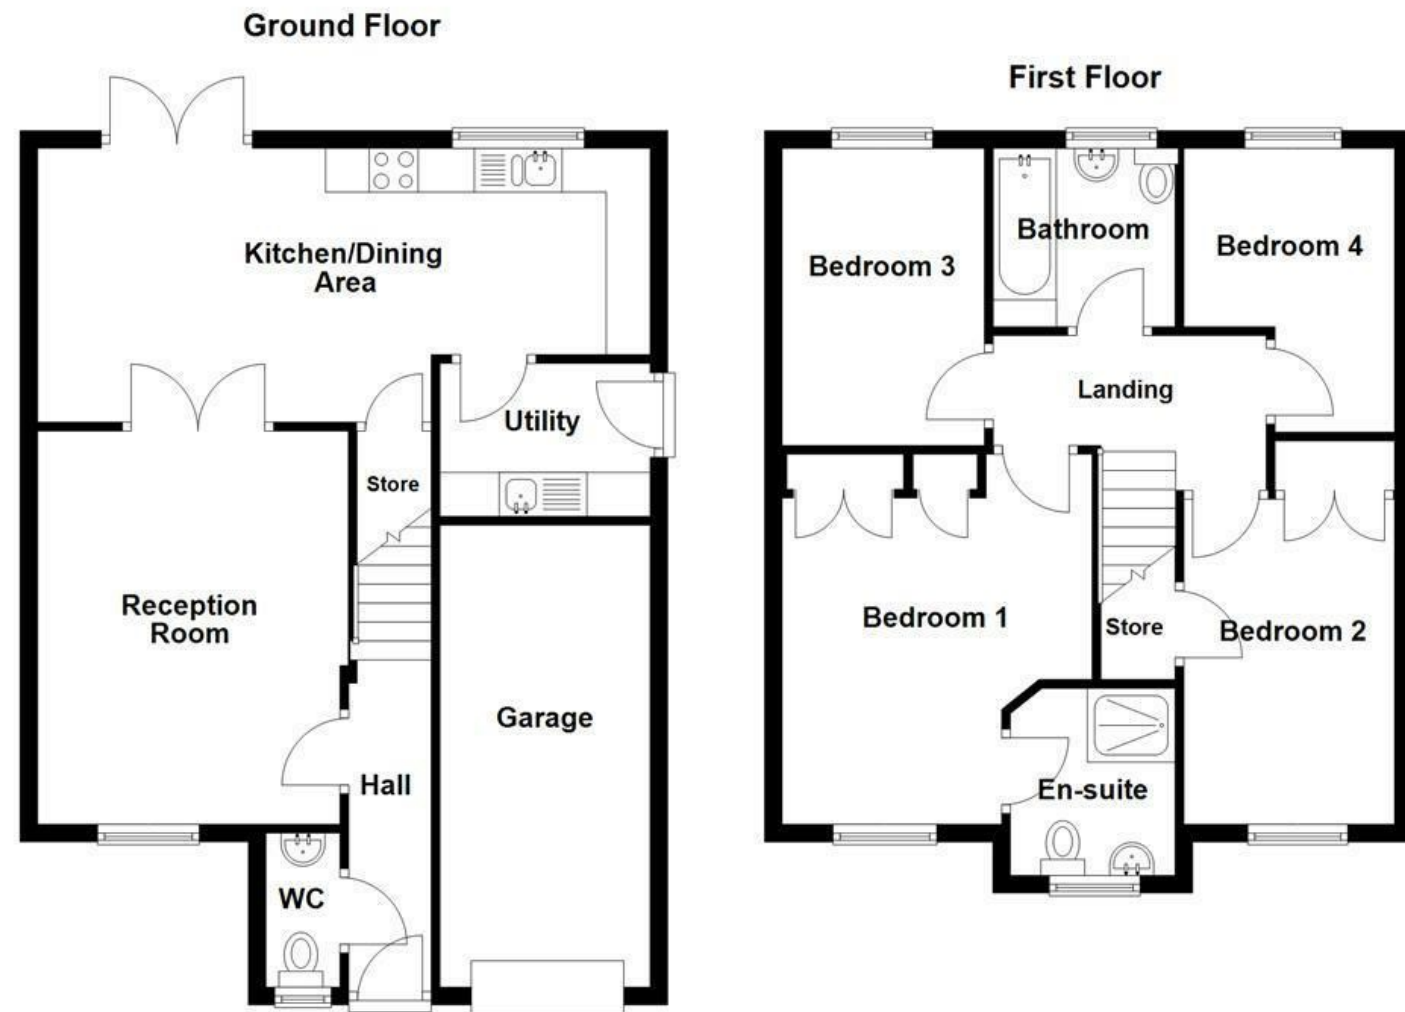 Ground Floor
Kitchen/Dining
Area
Utility
Store
Reception
Room
Garage
Hall
WC
First Floor
Bathroom
Bedroom 4
Bedroom 3
Landing
Bedroom 1
Store
Bedroom 2
En-suite